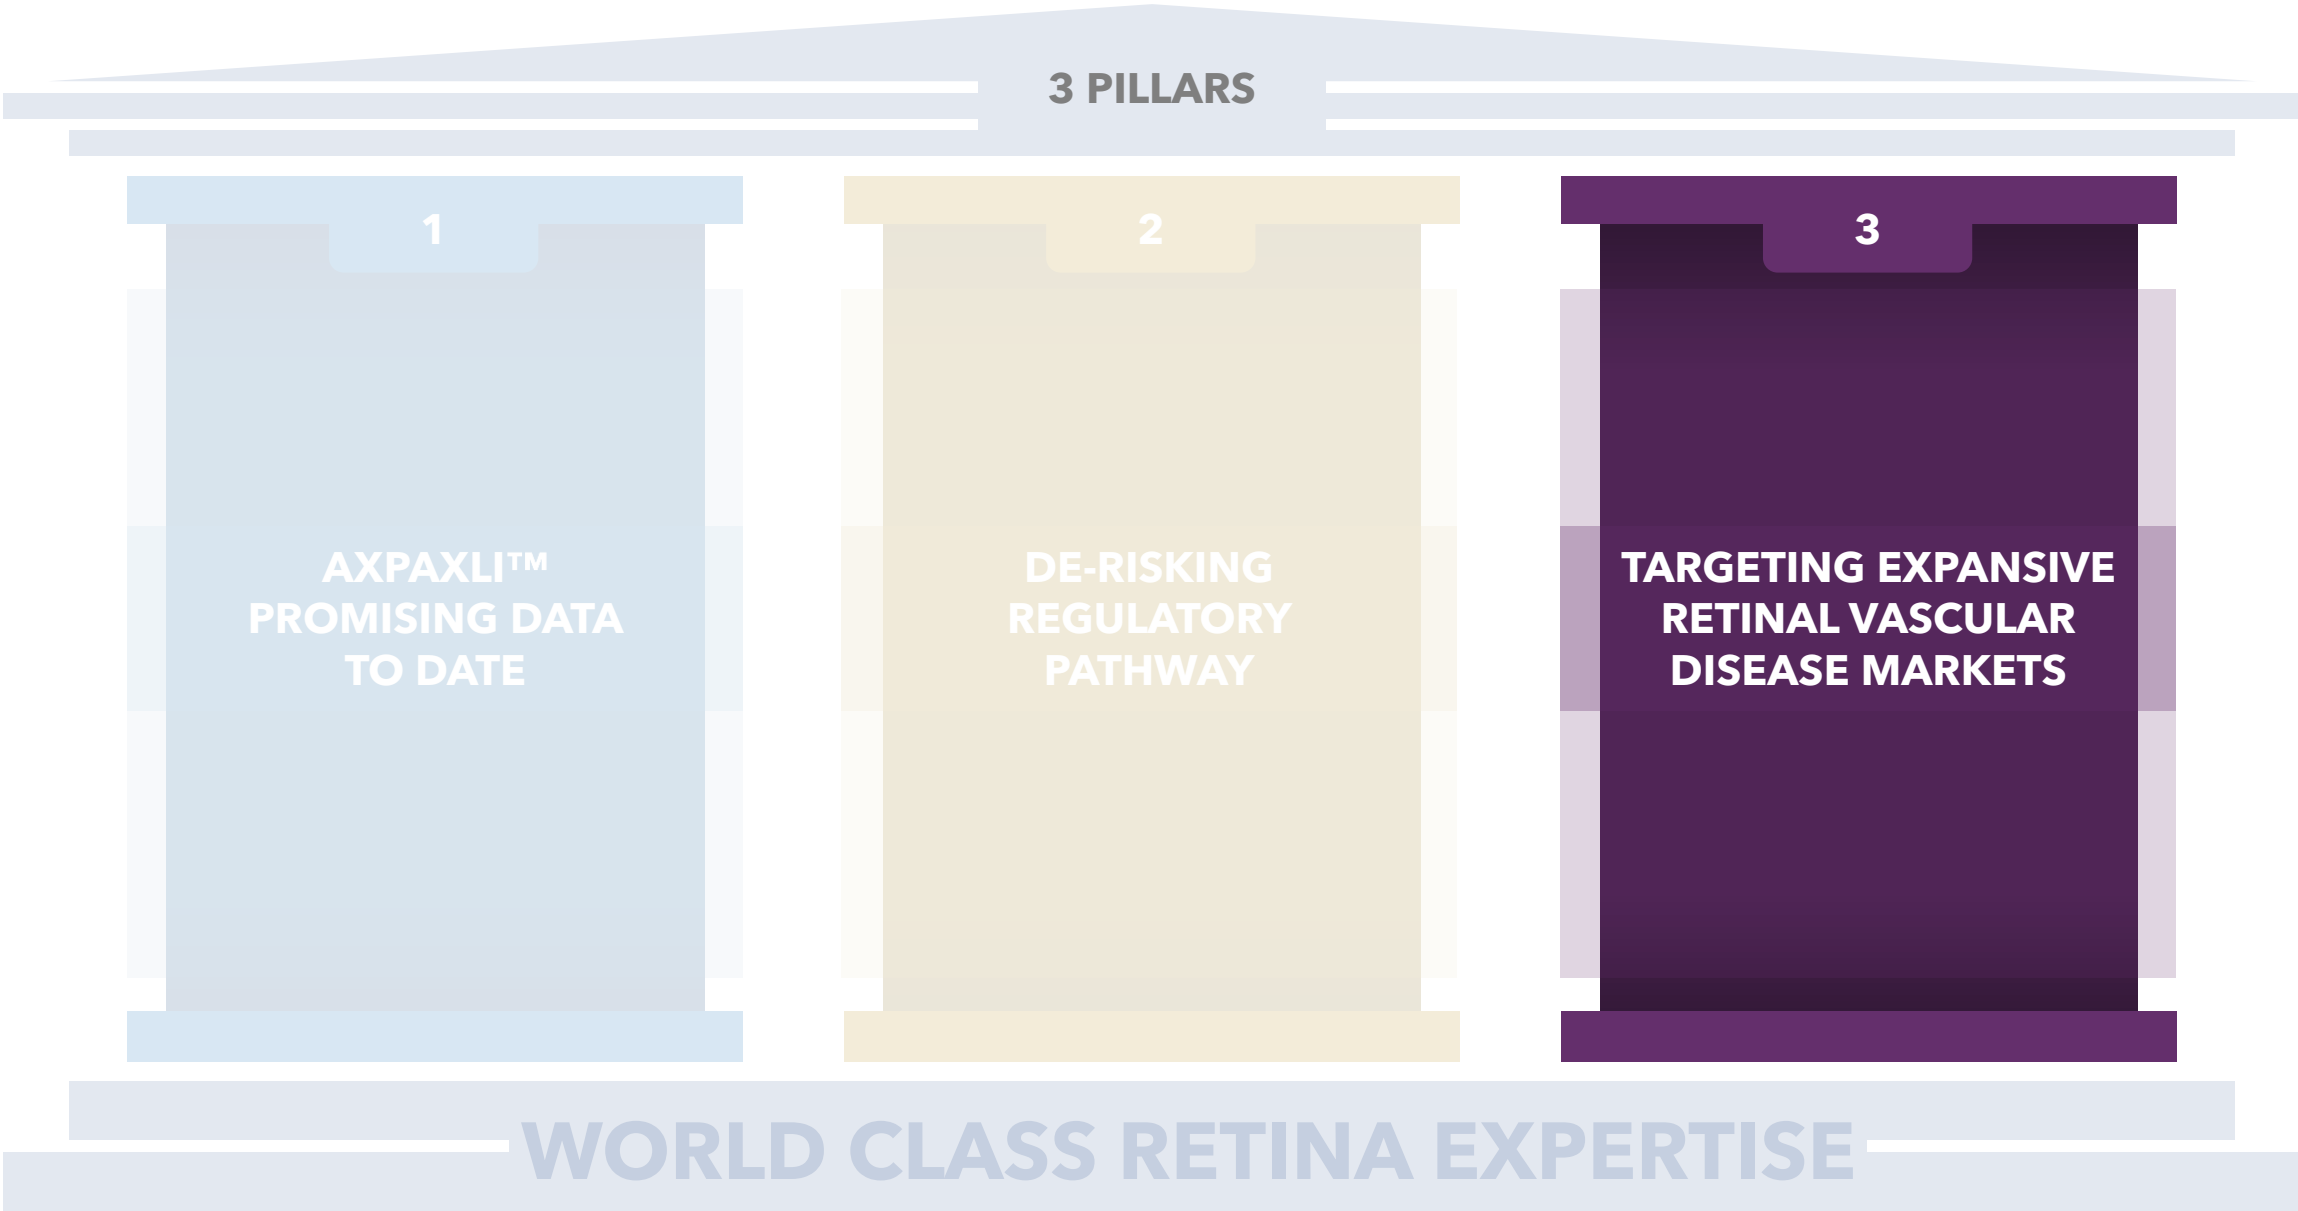 3 PILLARS
1
AXPAXLI™
PROMISING DATA
TO DATE
2
DE-RISKING
REGULATORY
PATHWAY
3
TARGETING EXPANSIVE
RETINAL VASCULAR
DISEASE MARKETS
WORLD CLASS RETINA EXPERTISE